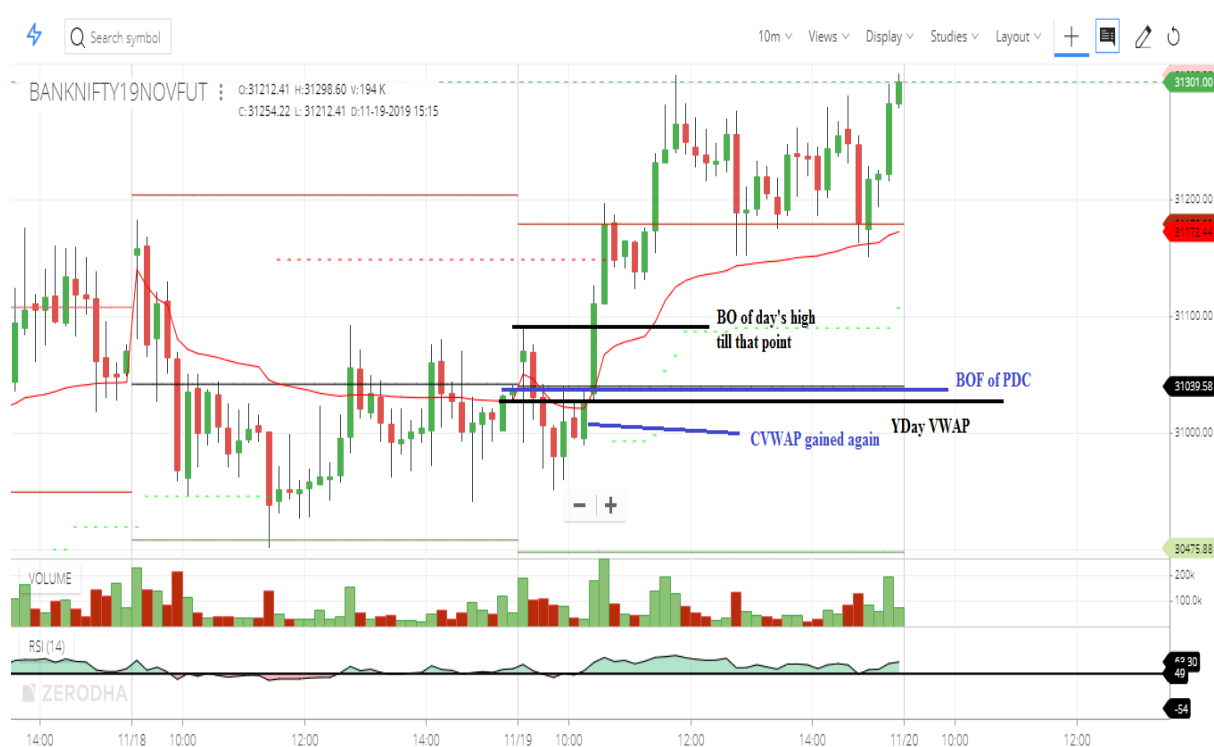 Search symbol
10m Views Display Studies Layout
BANKNIFTY19NOVFUT O:31212.41 H:31298.60 V:194 K
C:31254.22 L: 31212.41 D:11-19-2019 15:15
31301.00
31200.00
31172.44
31100.00
BO of day's high
till that point
BOF of PDC
31039.58
YDay VWAP
CVWAP gained again
31000.00
30475.88
VOLUME
200k
100.0k
RSI (14)
49
ZERODHA
-54
14:00 11/18 10:00 12:00 14:00 11/19 10:00 12:00 14:00 11/20 10:00 12:00